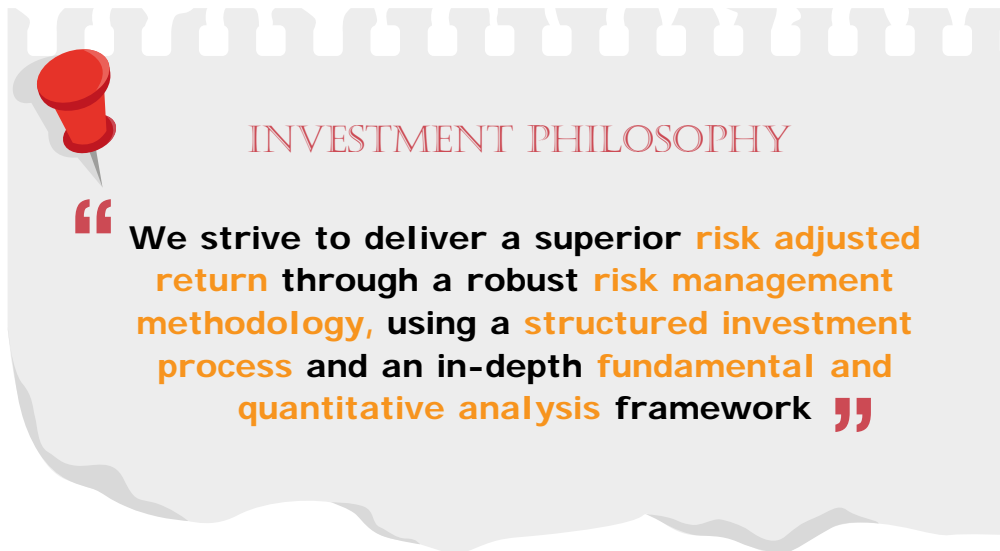 INVESTMENT PHILOSOPHY
“ We strive to deliver a superior risk adjusted
return through a robust risk management
methodology, using a structured investment
process and an in-depth fundamental and
quantitative analysis framework ”